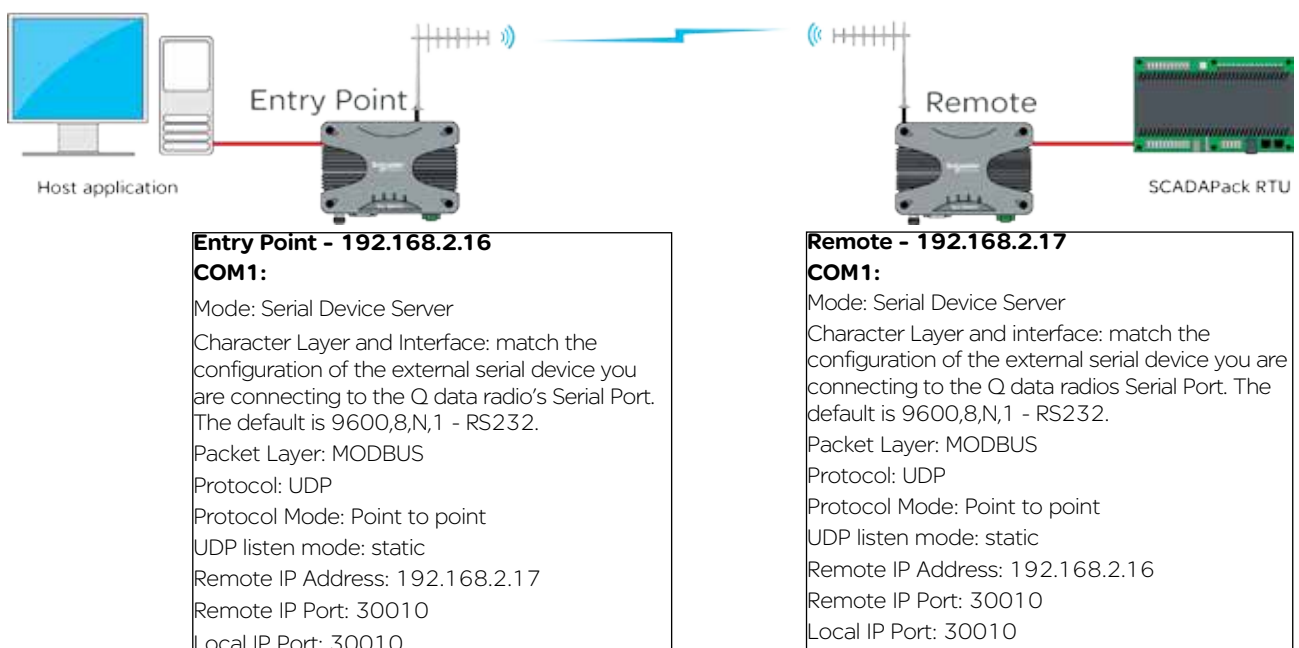 Entry Point
Remote
Host application
SCADAPack RTU
Entry Point - 192.168.2.16
COM1:
Mode: Serial Device Server
Character Layer and Interface: match the
configuration of the external serial device you
are connecting to the Q data radio's Serial Port.
The default is 9600,8,N,1 - RS232.
Packet Layer: MODBUS
Protocol: UDP
Protocol Mode: Point to point
UDP listen mode: static
Remote IP Address: 192.168.2.17
Remote IP Port: 30010
Local IP Port: 30010
Remote - 192.168.2.17
COM1:
Mode: Serial Device Server
Character Layer and interface: match the
configuration of the external serial device you are
connecting to the Q data radios Serial Port. The
default is 9600,8,N,1 - RS232.
Packet Layer: MODBUS
Protocol: UDP
Protocol Mode: Point to point
UDP listen mode: static
Remote IP Address: 192.168.2.16
Remote IP Port: 30010
Local IP Port: 30010